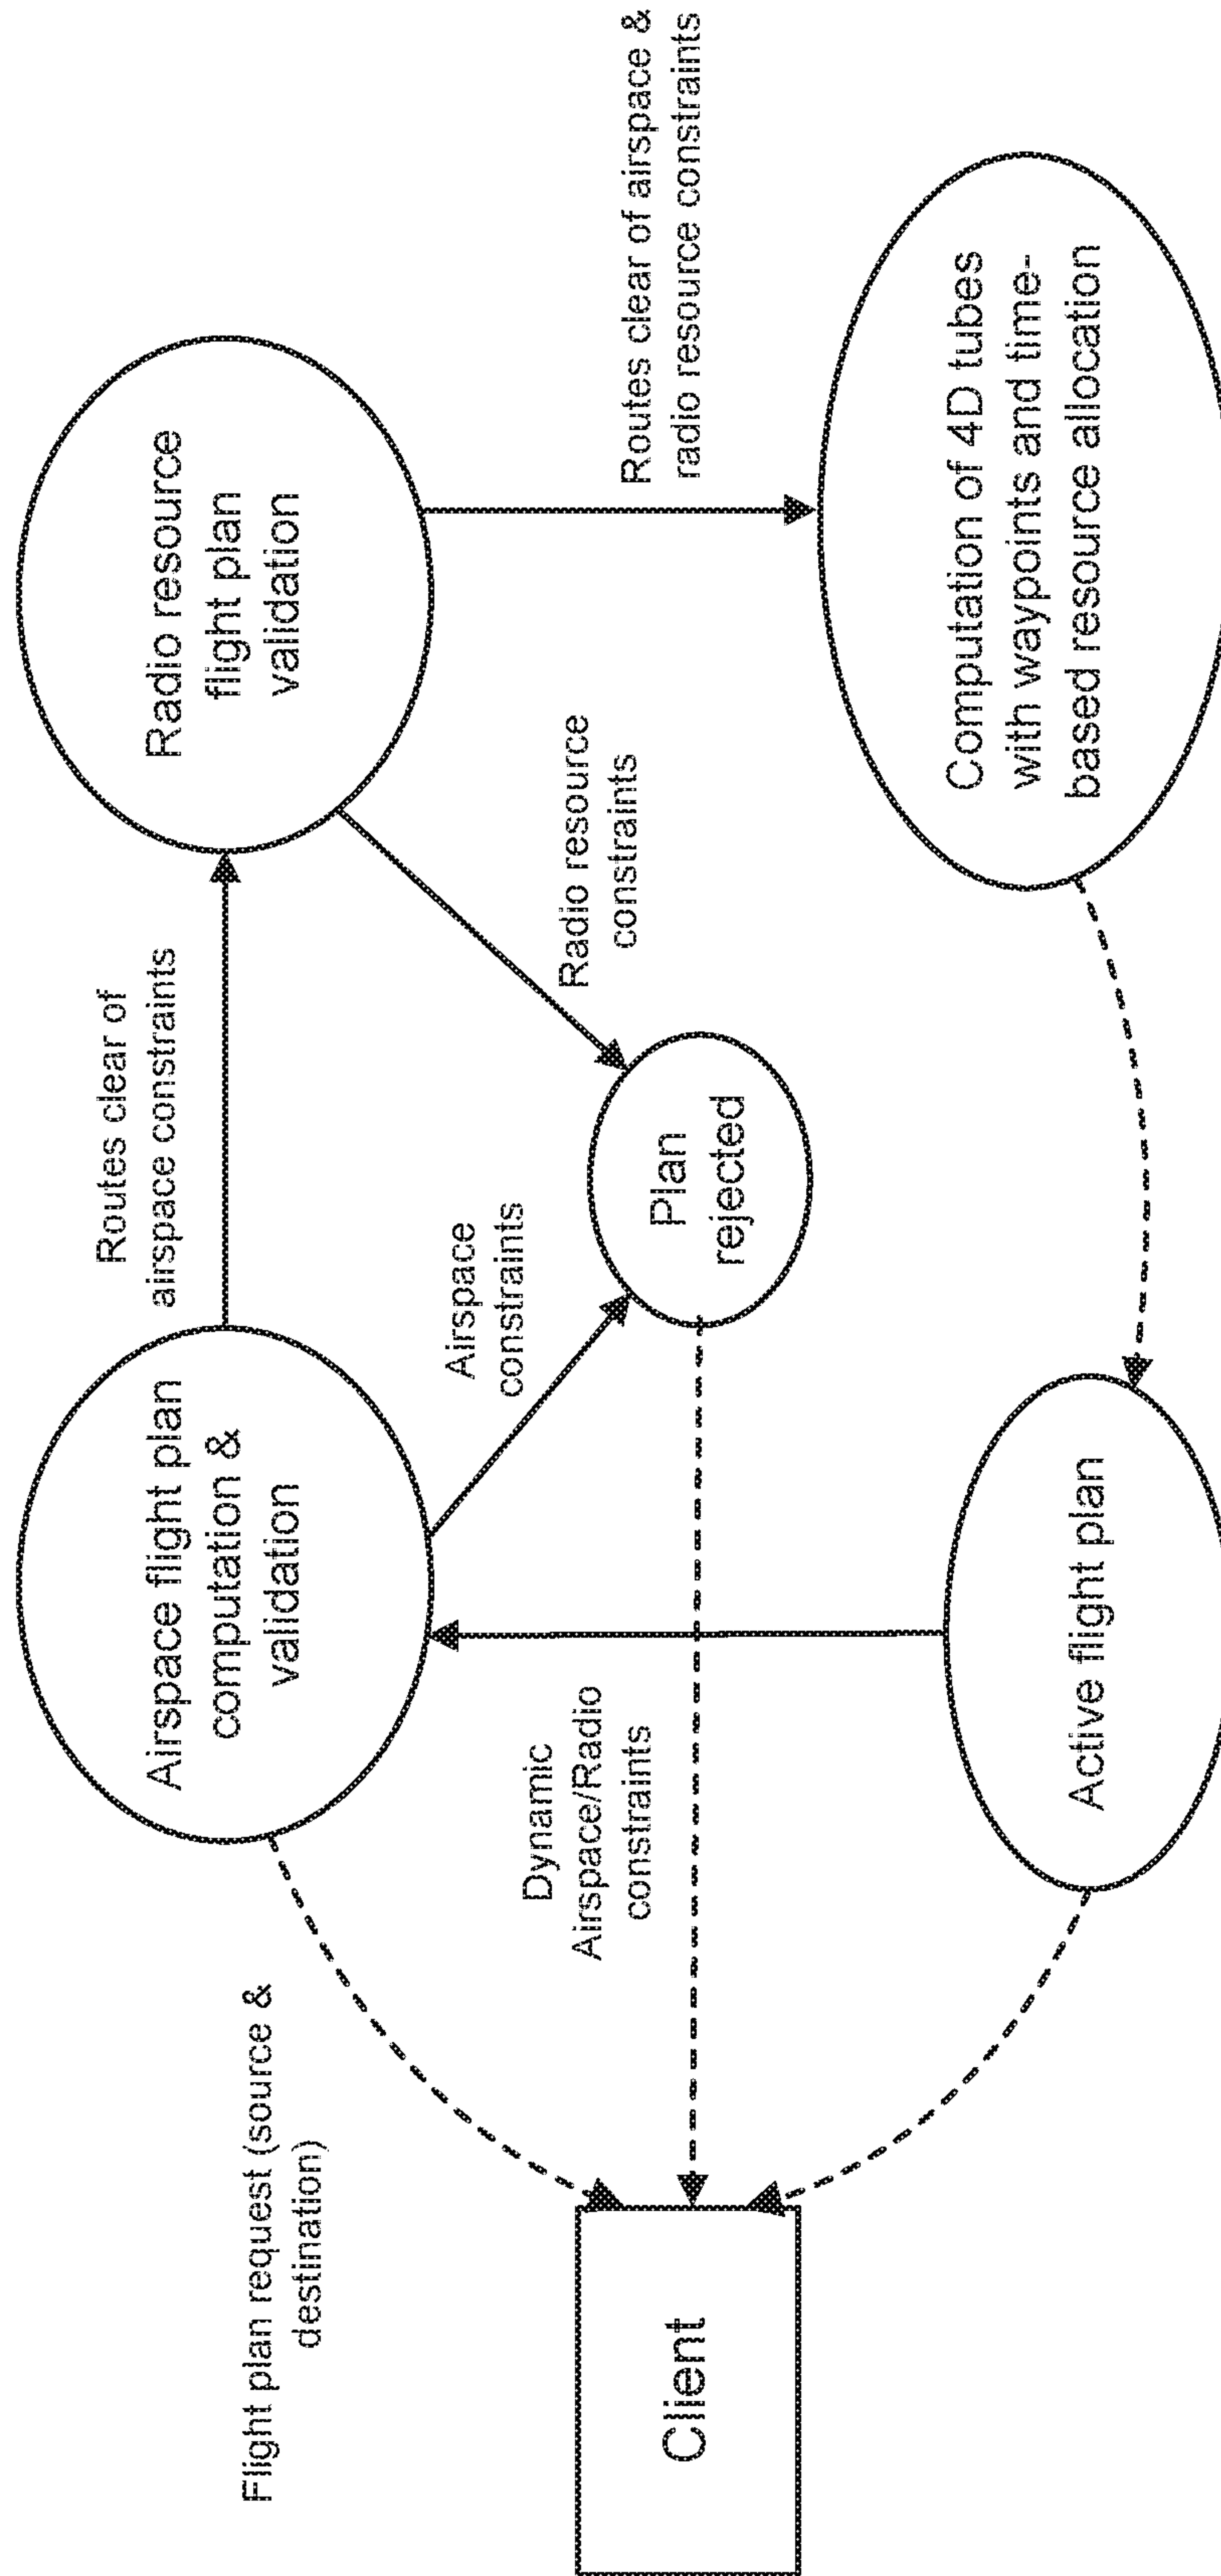 Flight plan request (source &
destination)
Airspace flight plan
computation &
validation
Routes clear of
airspace constraints
Radio resource
flight plan
validation
Airspace
constraints
Radio resource
constraints
Routes clear of airspace &
radio resource constraints
Dynamic
Airspace/Radio
constraints
Plan
rejected
Client
Active flight plan
Computation of 4D tubes
with waypoints and time-
based resource allocation